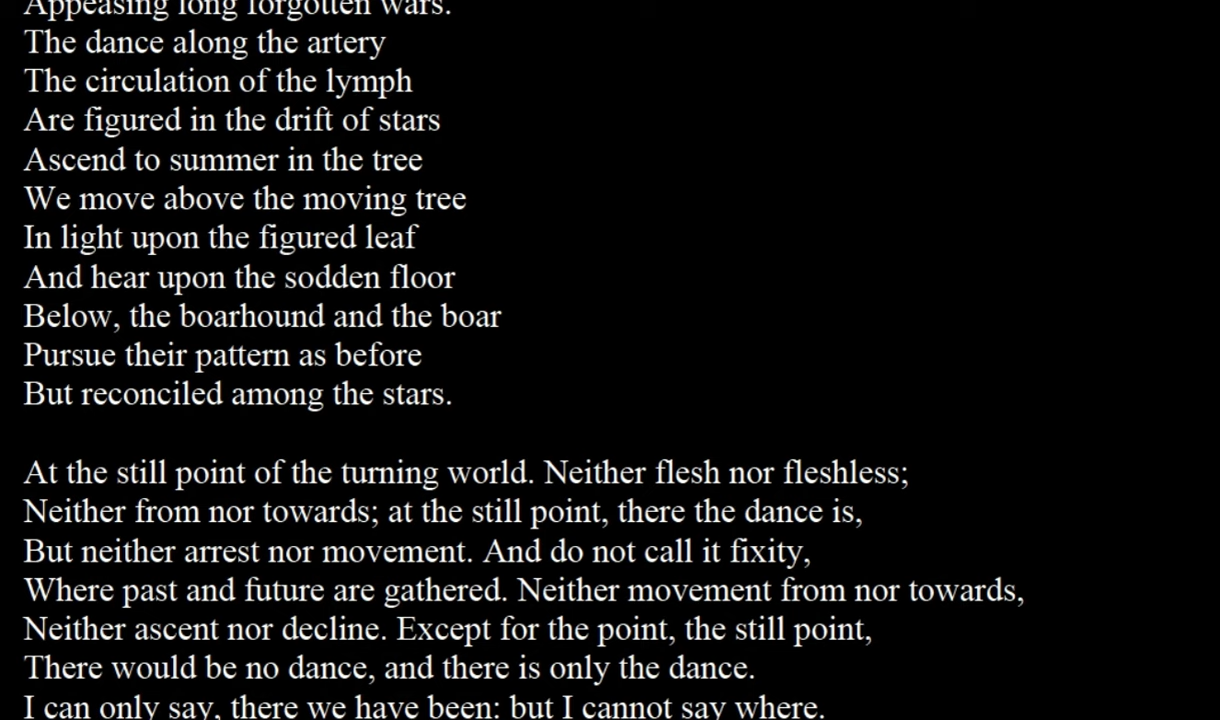 Appeasing long forgotten wars.
The dance along the artery
The circulation of the lymph
Are figured in the drift of stars
Ascend to summer in the tree
We move above the moving tree
In light upon the figured leaf
And hear upon the sodden floor
Below, the boarhound and the boar
Pursue their pattern as before
But reconciled among the stars.

At the still point of the turning world. Neither flesh nor fleshless;
Neither from nor towards; at the still point, there the dance is,
But neither arrest nor movement. And do not call it fixity,
Where past and future are gathered. Neither movement from nor towards,
Neither ascent nor decline. Except for the point, the still point,
There would be no dance, and there is only the dance.
I can only say, there we have been: but I cannot say where.